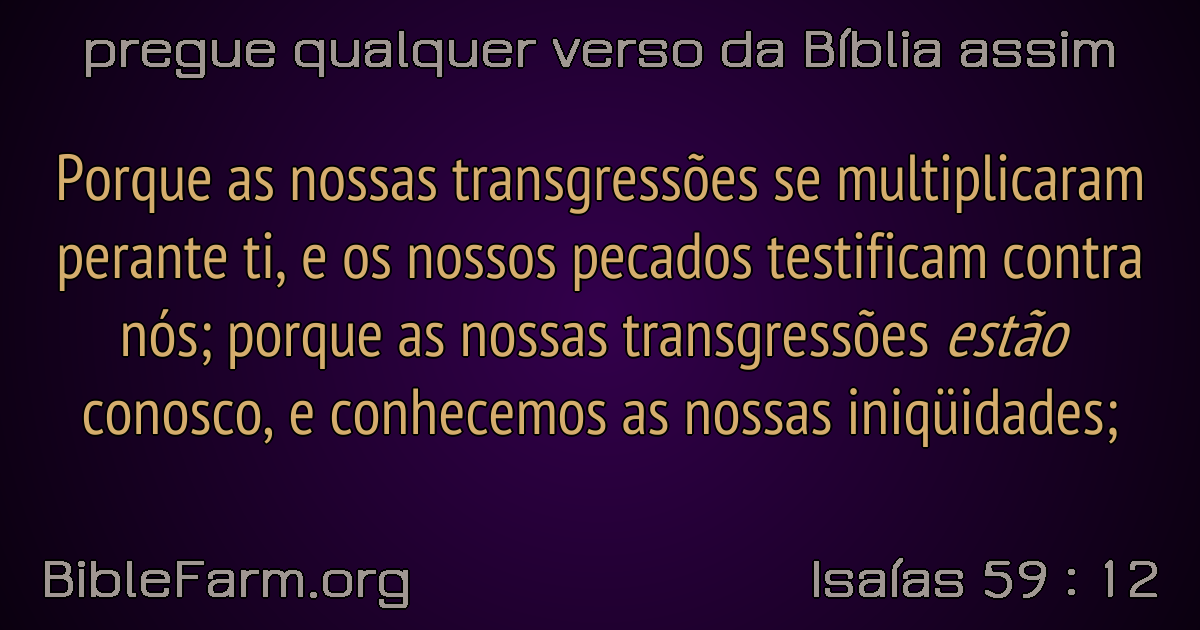 pregue qualquer verso da Bíblia assim
Porque as nossas transgressões se multiplicaram
perante ti, e os nossos pecados testificam contra
nós; porque as nossas transgressões estão
conosco, e conhecemos as nossas iniqüidades;
BibleFarm.org
Isaías 59 : 12